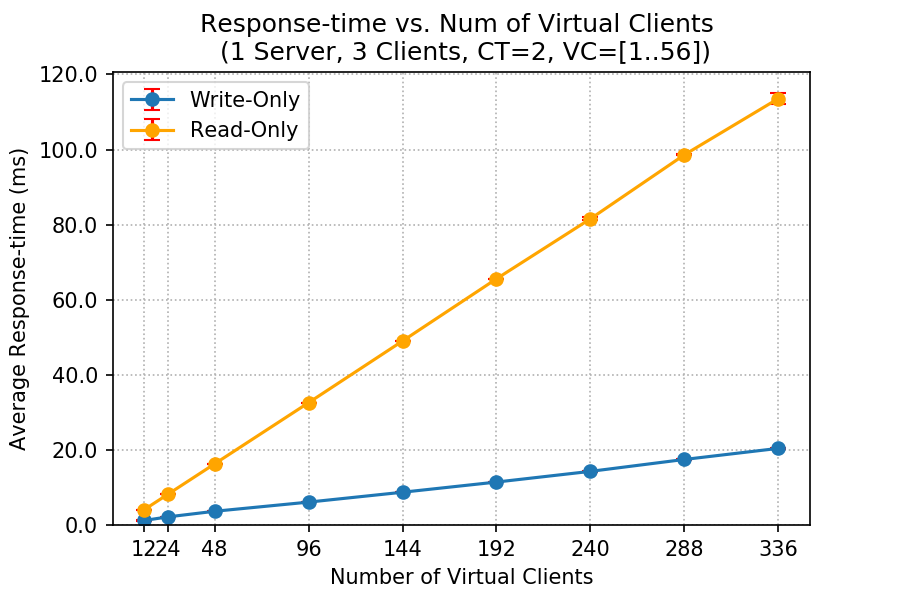 Response-time vs. Num of Virtual Clients
(1 Server, 3 Clients, CT=2, VC=[1..56])
Write-Only
Read-Only
Average Response-time (ms)
120.0
100.0
80.0
60.0
40.0
20.0
0.0
12 24 48 96 144 192 240 288 336
Number of Virtual Clients